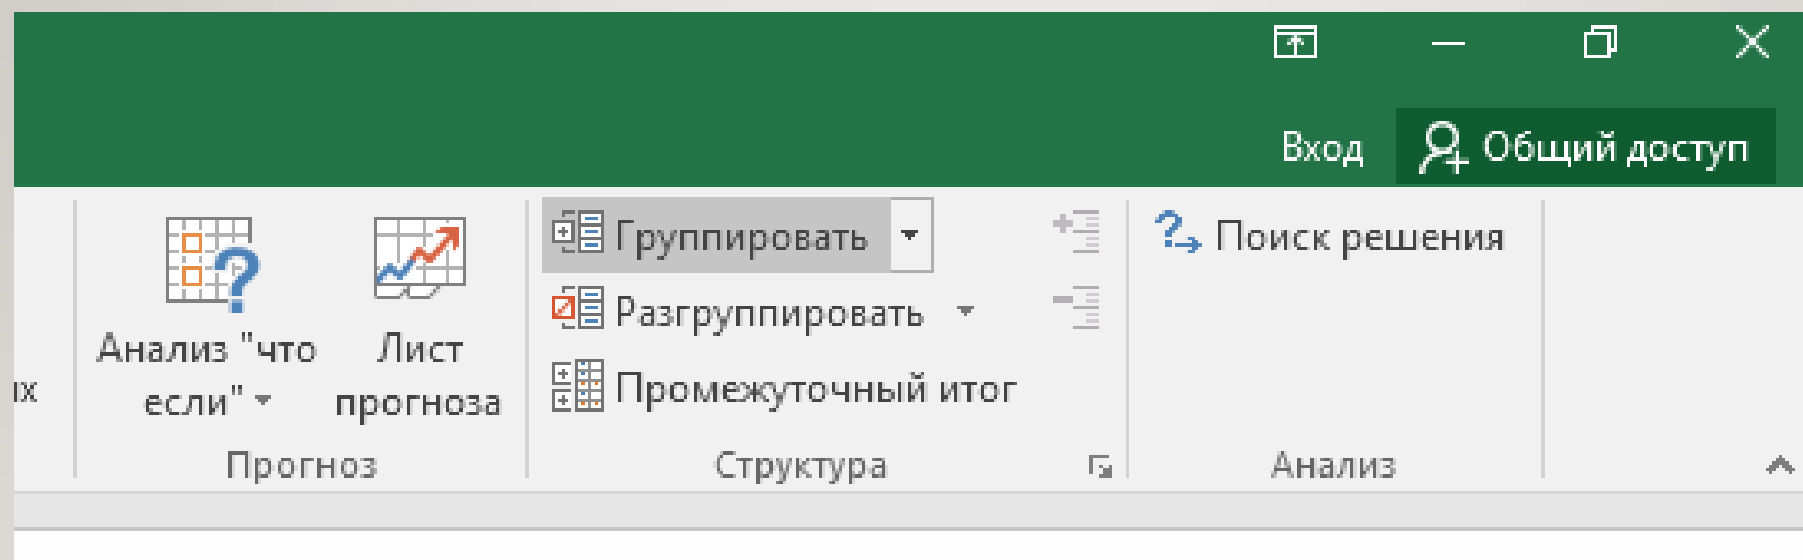 Вход
Общий доступ
Анализ "что
если"
Лист
прогноза
Прогноз
Группировать
Разгруппировать
Промежуточный итог
Структура
Поиск решения
Анализ